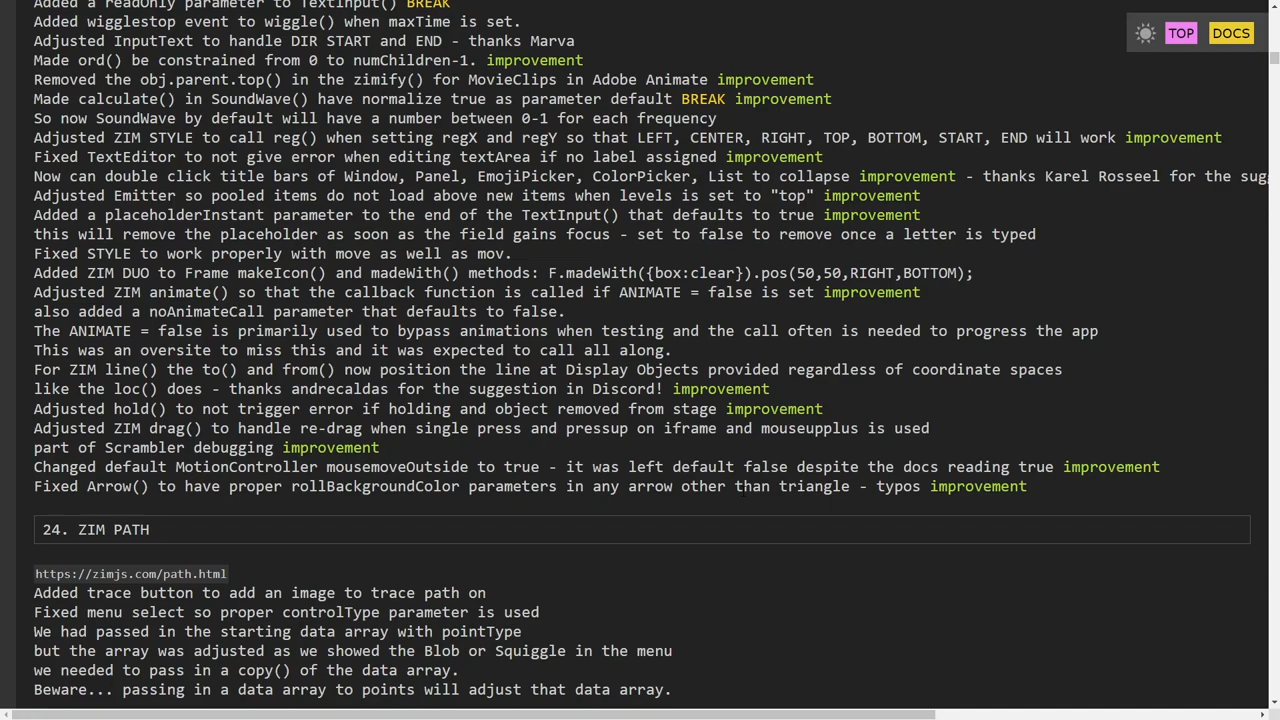 Added a readOnly parameter to TextInput() BREAK
Added wigglestop event to wiggle() when maxTime is set.
Adjusted InputText to handle DIR START and END - thanks Marva
Made ord() be constrained from 0 to numChildren-1. improvement
Removed the obj.parent.top() in the zimify() for MovieClips in Adobe Animate improvement
Made calculate() in SoundWave() have normalize true as parameter default BREAK improvement
So now SoundWave by default will have a number between 0-1 for each frequency
Adjusted ZIM STYLE to call reg() when setting regX and regY so that LEFT, CENTER, RIGHT, TOP, BOTTOM, START, END will work improvement
Fixed TextEditor to not give error when editing textArea if no label assigned improvement
Now can double click title bars of Window, Panel, EmojiPicker, ColorPicker, List to collapse improvement - thanks Karel Rosseel for the sug
Adjusted Emitter so pooled items do not load above new items when levels is set to "top" improvement
Added a placeholderInstant parameter to the end of the TextInput() that defaults to true improvement
this will remove the placeholder as soon as the field gains focus - set to false to remove once a letter is typed
Fixed STYLE to work properly with move as well as mov.
Added ZIM DUO to Frame makeIcon() and madeWith() methods: F.madeWith({box:clear}).pos(50,50,RIGHT,BOTTOM);
Adjusted ZIM animate() so that the callback function is called if ANIMATE = false is set improvement
also added a noAnimateCall parameter that defaults to false.
The ANIMATE = false is primarily used to bypass animations when testing and the call often is needed to progress the app
This was an oversite to miss this and it was expected to call all along.
For ZIM line() the to() and from() now position the line at Display Objects provided regardless of coordinate spaces
like the loc() does - thanks andrecaldas for the suggestion in Discord! improvement
Adjusted hold() to not trigger error if holding and object removed from stage improvement
Adjusted ZIM drag() to handle re-drag when single press and pressup on iframe and mouseupplus is used
part of Scrambler debugging improvement
Changed default MotionController mousemoveOutside to true - it was left default false despite the docs reading true improvement
Fixed Arrow() to have proper rollBackgroundColor parameters in any arrow other than triangle - typos improvement
24. ZIM PATH
https://zimjs.com/path.html
Added trace button to add an image to trace path on
Fixed menu select so proper controlType parameter is used
We had passed in the starting data array with pointType
but the array was adjusted as we showed the Blob or Squiggle in the menu
we needed to pass in a copy() of the data array.
Beware... passing in a data array to points will adjust that data array.
TOP
DOCS